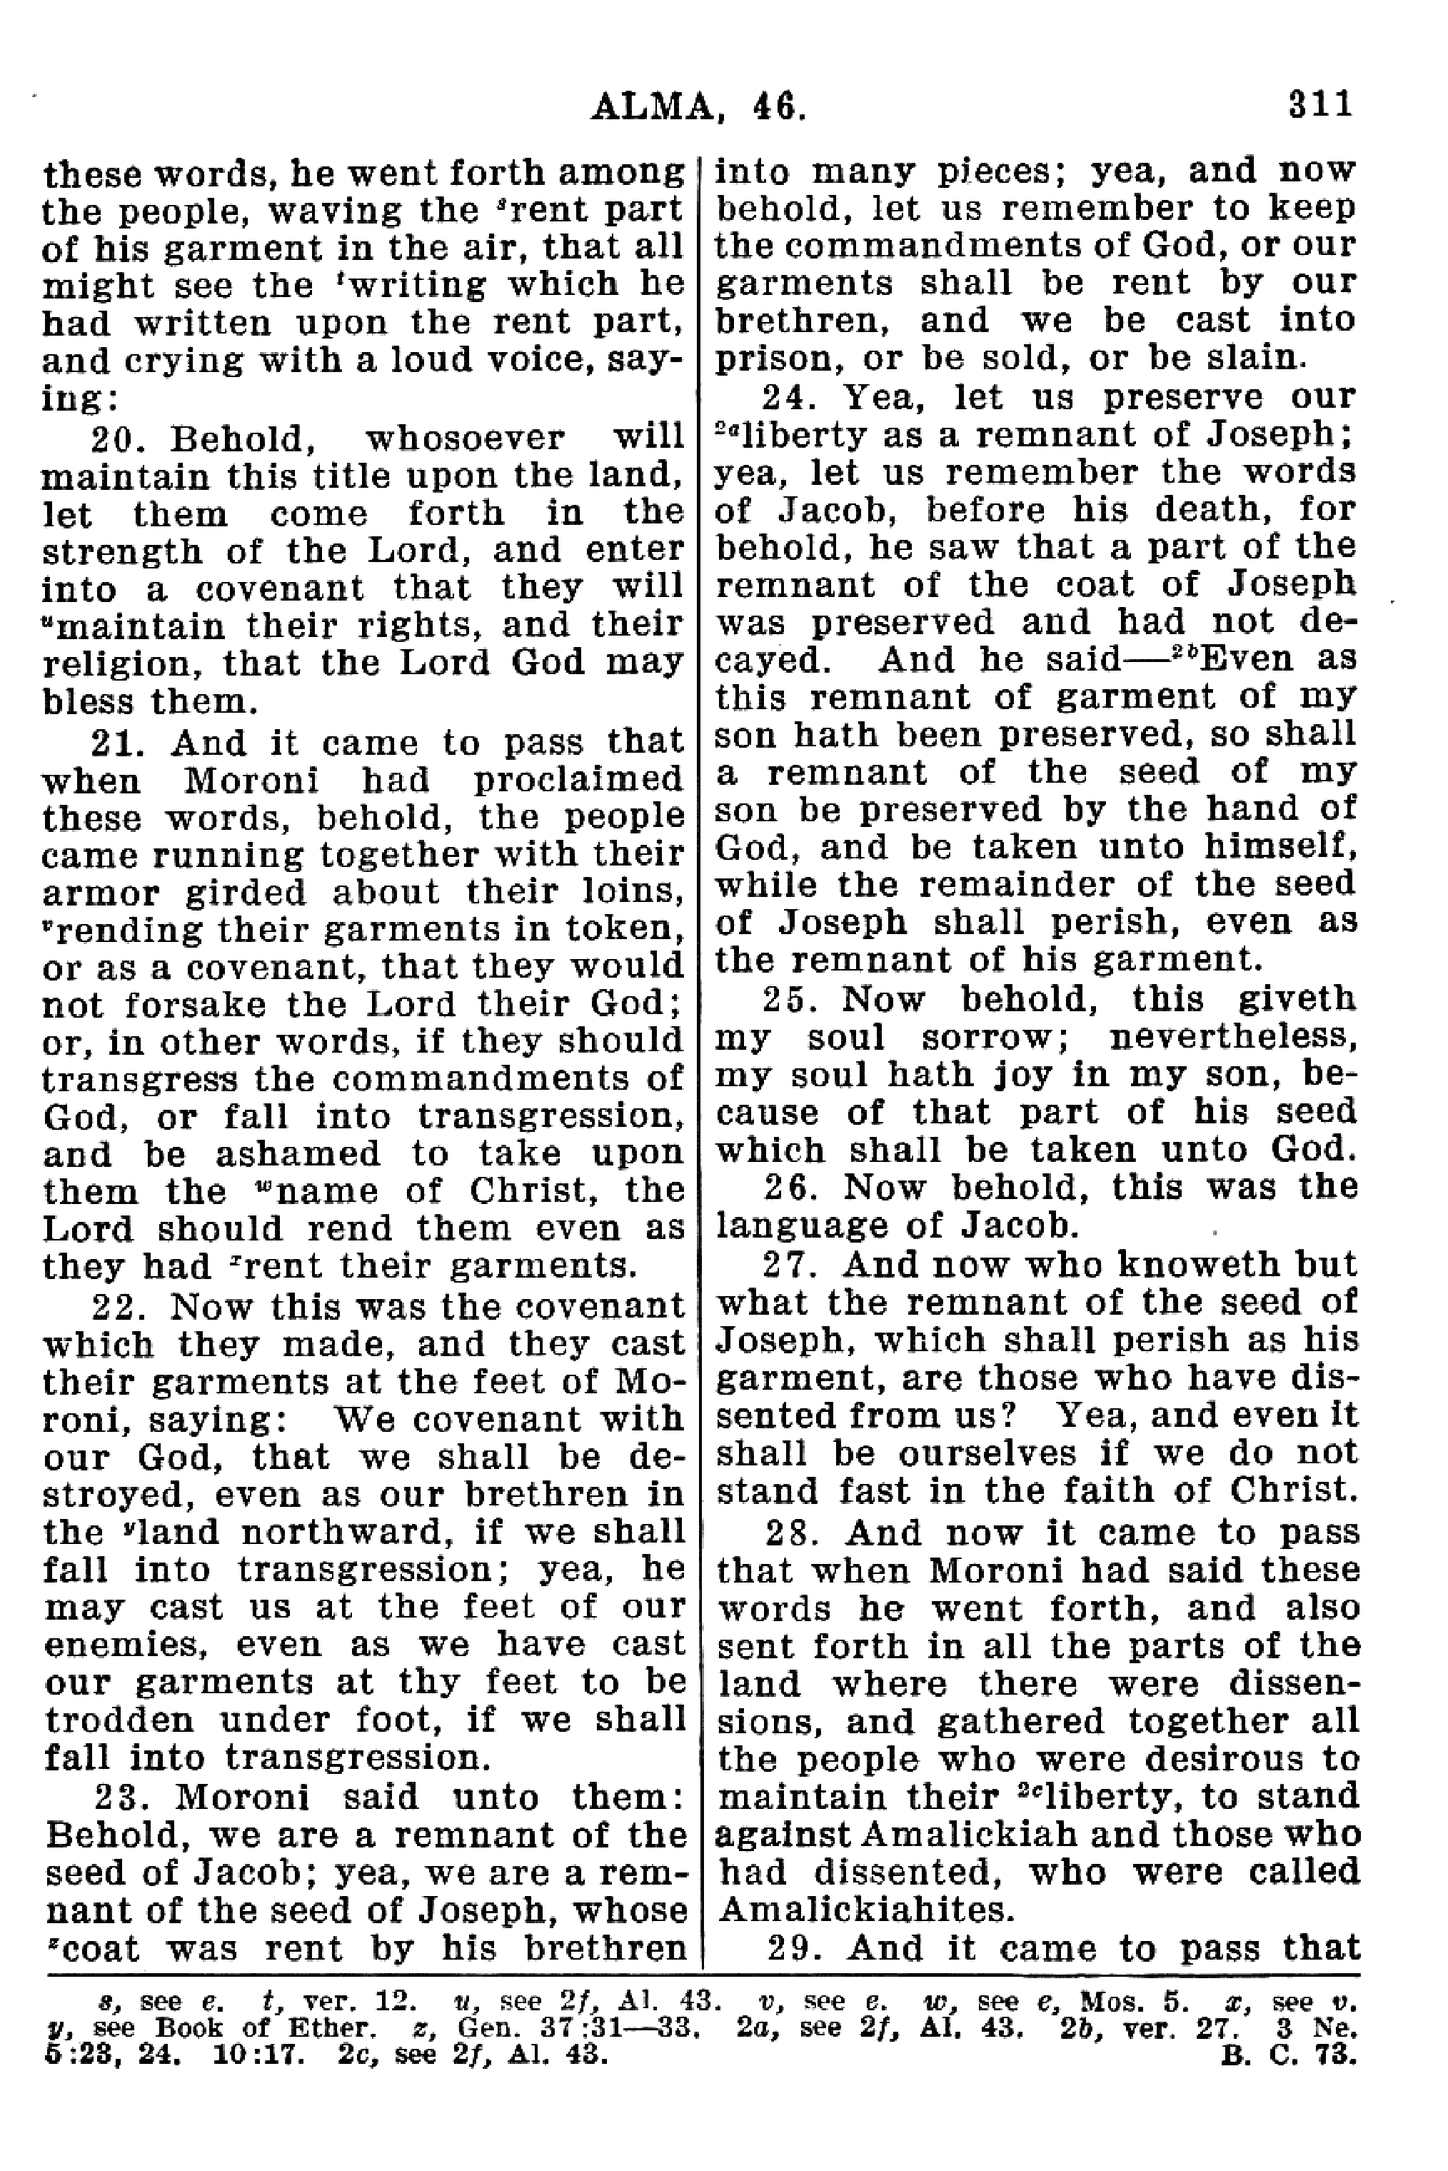 ALMA, 46. 311
these words, he went forth among
the people, waving the ˢrent part
of his garment in the air, that all
might see the ᵗwriting which he
had written upon the rent part,
and crying with a loud voice, say-
ing:
20. Behold, whosoever will
maintain this title upon the land,
let them come forth in the
strength of the Lord, and enter
into a covenant that they will
ᵘmaintain their rights, and their
religion, that the Lord God may
bless them.
21. And it came to pass that
when Moroni had proclaimed
these words, behold, the people
came running together with their
armor girded about their loins,
ᵛrending their garments in token,
or as a covenant, that they would
not forsake the Lord their God;
or, in other words, if they should
transgress the commandments of
God, or fall into transgression,
and be ashamed to take upon
them the ʷname of Christ, the
Lord should rend them even as
they had ˣrent their garments.
22. Now this was the covenant
which they made, and they cast
their garments at the feet of Mo-
roni, saying: We covenant with
our God, that we shall be de-
stroyed, even as our brethren in
the ʸland northward, if we shall
fall into transgression; yea, he
may cast us at the feet of our
enemies, even as we have cast
our garments at thy feet to be
trodden under foot, if we shall
fall into transgression.
23. Moroni said unto them:
Behold, we are a remnant of the
seed of Jacob; yea, we are a rem-
nant of the seed of Joseph, whose
ᶻcoat was rent by his brethren
into many pieces; yea, and now
behold, let us remember to keep
the commandments of God, or our
garments shall be rent by our
brethren, and we be cast into
prison, or be sold, or be slain.
24. Yea, let us preserve our
²ᵃliberty as a remnant of Joseph;
yea, let us remember the words
of Jacob, before his death, for
behold, he saw that a part of the
remnant of the coat of Joseph
was preserved and had not de-
cayed. And he said—²ᵇEven as
this remnant of garment of my
son hath been preserved, so shall
a remnant of the seed of my
son be preserved by the hand of
God, and be taken unto himself,
while the remainder of the seed
of Joseph shall perish, even as
the remnant of his garment.
25. Now behold, this giveth
my soul sorrow; nevertheless,
my soul hath joy in my son, be-
cause of that part of his seed
which shall be taken unto God.
26. Now behold, this was the
language of Jacob.
27. And now who knoweth but
what the remnant of the seed of
Joseph, which shall perish as his
garment, are those who have dis-
sented from us? Yea, and even it
shall be ourselves if we do not
stand fast in the faith of Christ.
28. And now it came to pass
that when Moroni had said these
words he went forth, and also
sent forth in all the parts of the
land where there were dissen-
sions, and gathered together all
the people who were desirous to
maintain their ²ᶜliberty, to stand
against Amalickiah and those who
had dissented, who were called
Amalickiahites.
29. And it came to pass that
s, see e. t, ver. 12. u, see 2f, Al. 43. v, see e. w, see e, Mos. 5. x, see v.
y, see Book of Ether. z, Gen. 37:31—33. 2a, see 2f, Al. 43. 2b, ver. 27. 3 Ne.
5:23, 24. 10:17. 2c, see 2f, Al. 43. B. C. 73.